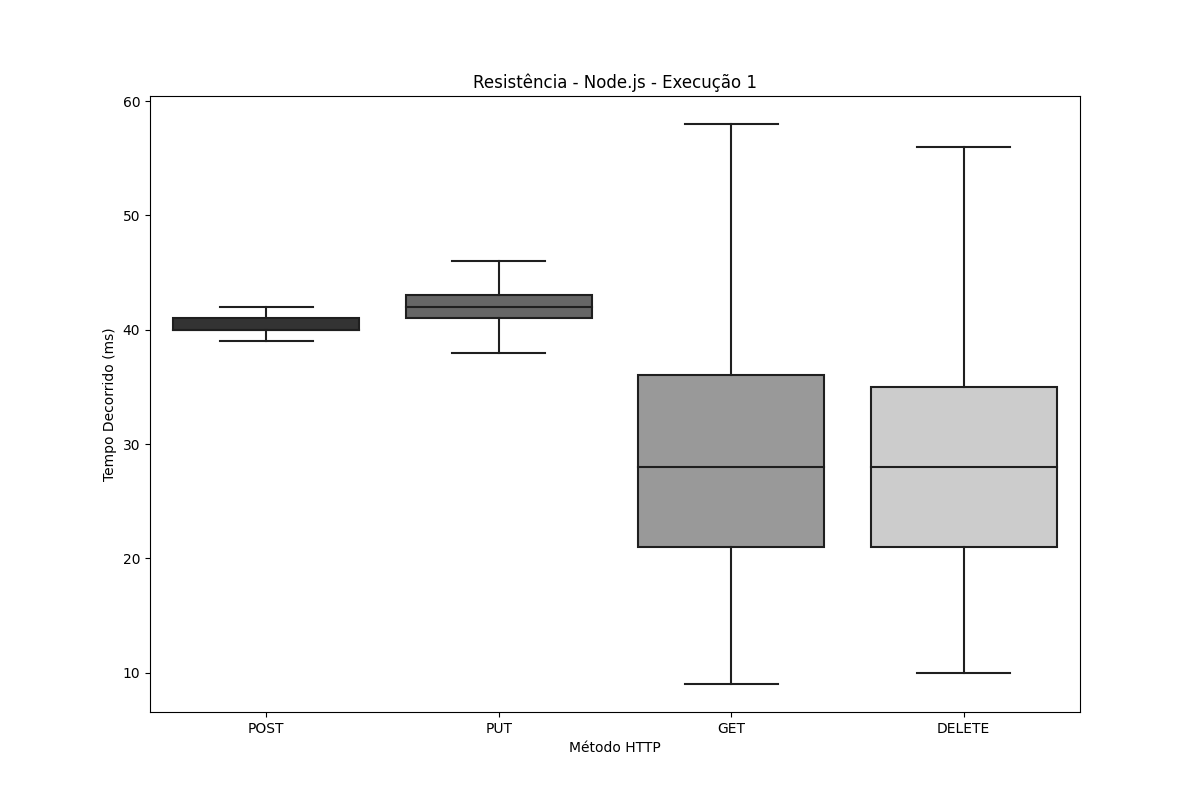 Resistência - Node.js - Execução 1
60
50
40
30
20
10
Tempo Decorrido (ms)
POST
PUT
GET
DELETE
Método HTTP